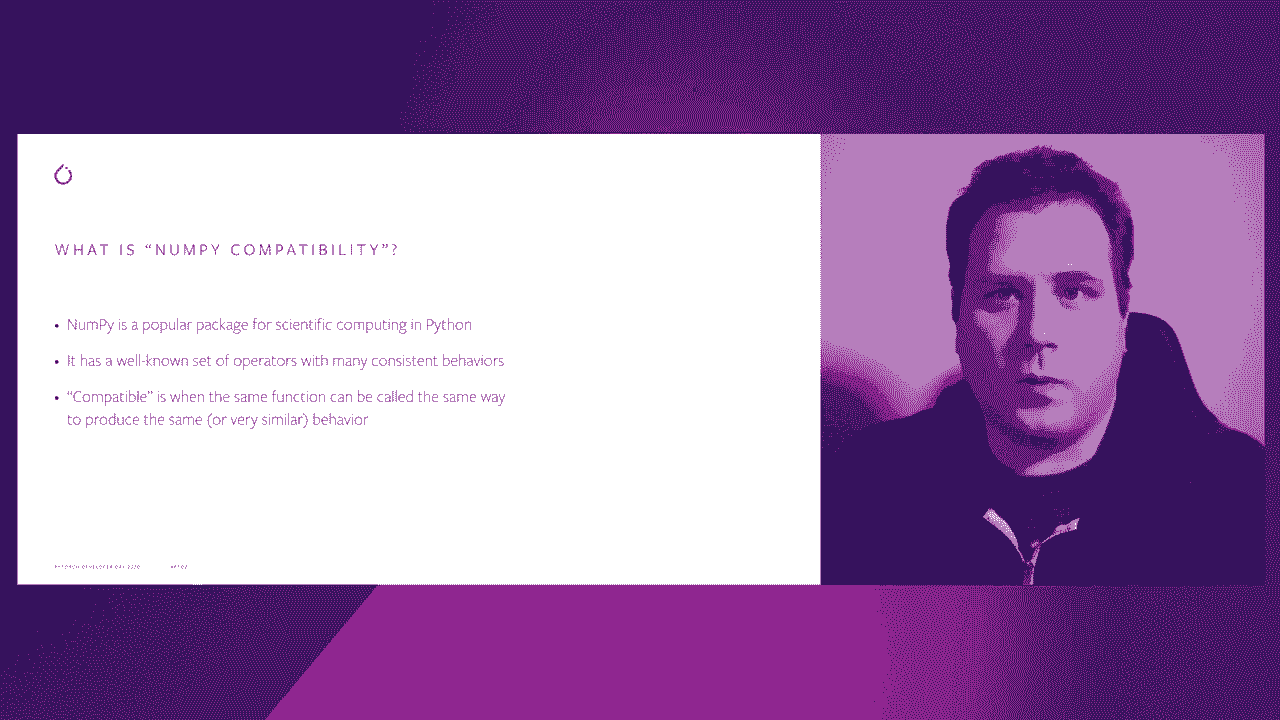 WHAT IS “NUMPY COMPATIBILITY”?
• NumPy is a popular package for scientific computing in Python
• It has a well-known set of operators with many consistent behaviors
• “Compatible” is when the same function can be called the same way
to produce the same (or very similar) behavior